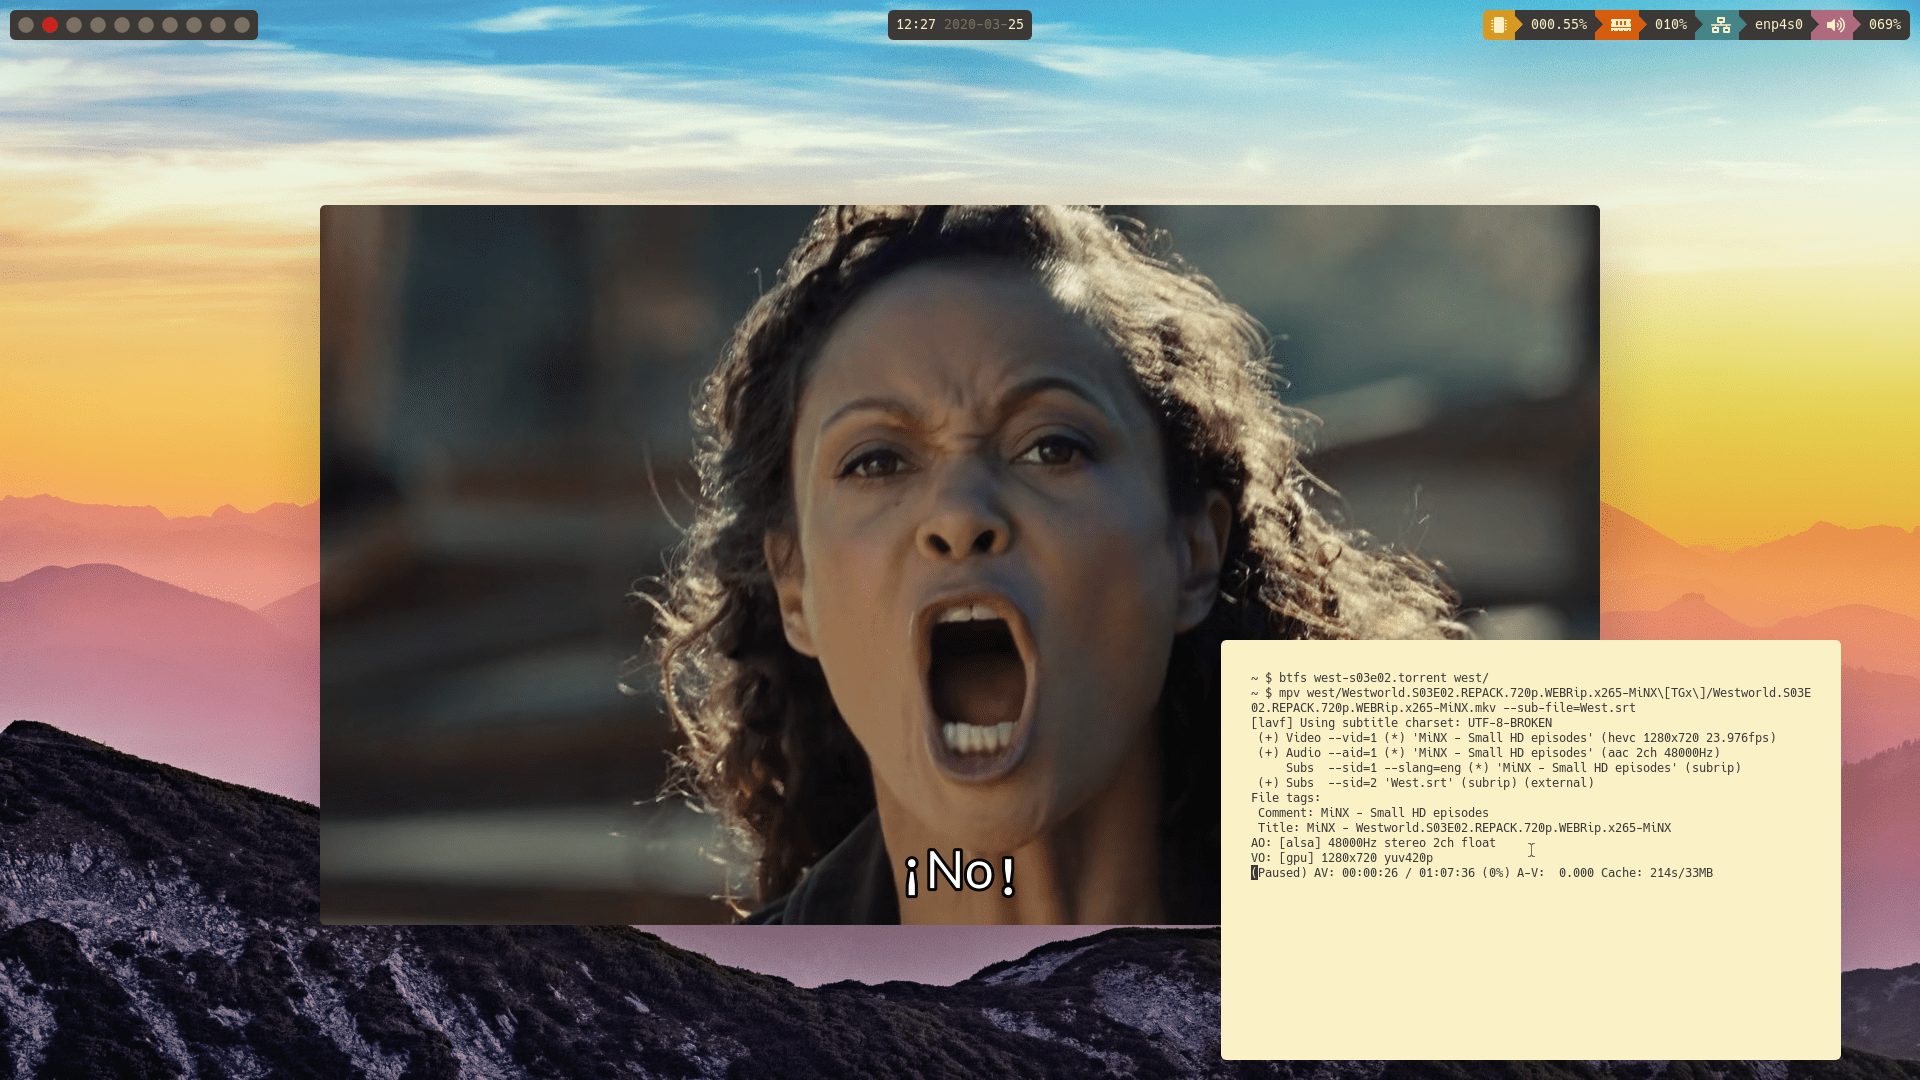 12:27 2020-03-25
000.55%
010%
enp4s0
069%
¡No!
~ $ btfs west-s03e02.torrent west/
~ $ mpv west/Westworld.S03E02.REPACK.720p.WEBRip.x265-MiNX\[TGx\]/Westworld.S03E
02.REPACK.720p.WEBRip.x265-MiNX.mkv --sub-file=West.srt
[lavf] Using subtitle charset: UTF-8-BROKEN
(+) Video --vid=1 (*) 'MiNX - Small HD episodes' (hevc 1280x720 23.976fps)
(+) Audio --aid=1 (*) 'MiNX - Small HD episodes' (aac 2ch 48000Hz)
Subs --sid=1 --slang=eng (*) 'MiNX - Small HD episodes' (subrip)
(+) Subs --sid=2 'West.srt' (subrip) (external)
File tags:
Comment: MiNX - Small HD episodes
Title: MiNX - Westworld.S03E02.REPACK.720p.WEBRip.x265-MiNX
AO: [alsa] 48000Hz stereo 2ch float
VO: [gpu] 1280x720 yuv420p
(Paused) AV: 00:00:26 / 01:07:36 (0%) A-V: 0.000 Cache: 214s/33MB